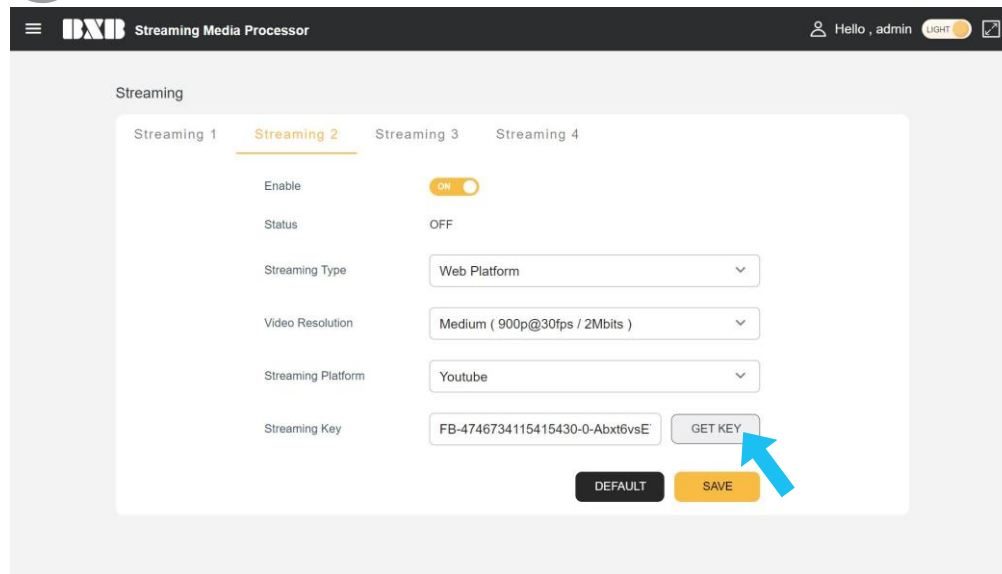 BXB Streaming Media Processor Hello , admin LIGHT
Streaming
Streaming 1 Streaming 2 Streaming 3 Streaming 4
Enable ON
Status OFF
Streaming Type Web Platform
Video Resolution Medium ( 900p@30fps / 2Mbits )
Streaming Platform Youtube
Streaming Key FB-4746734115415430-0-Abxt6vsE GET KEY
DEFAULT SAVE